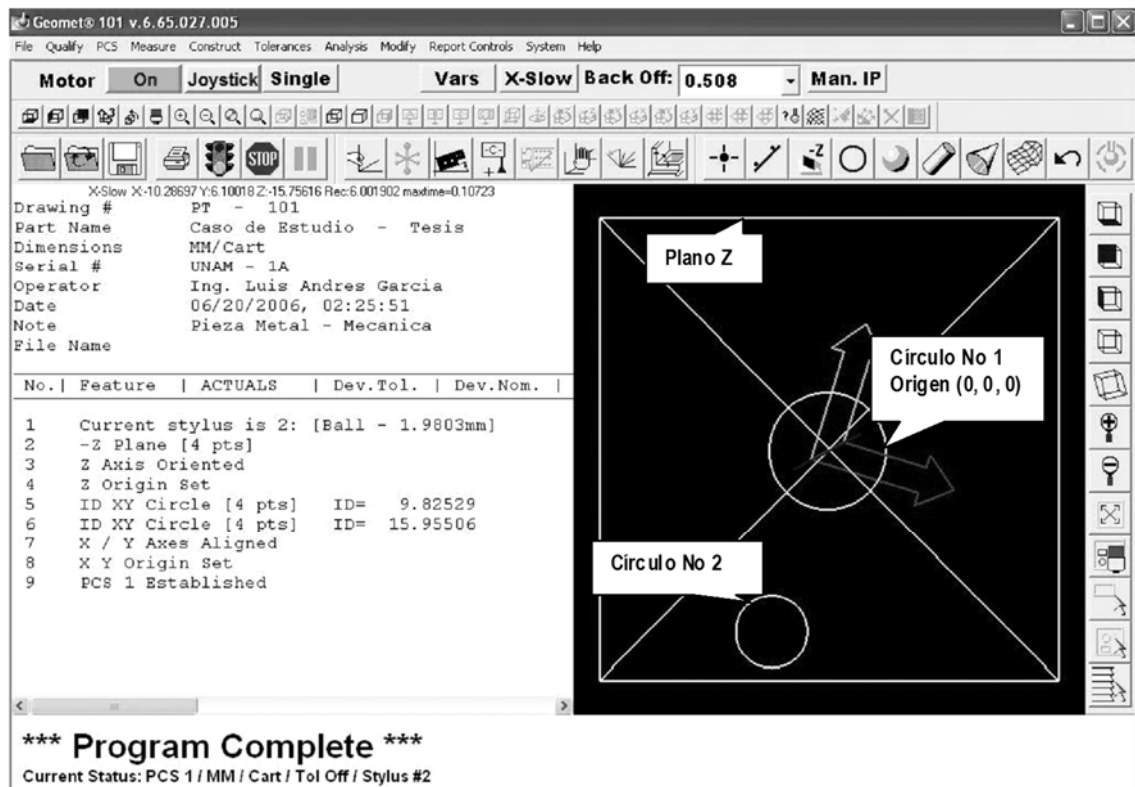 Geomet® 101 v.6.65.027.005
File Qualify PCS Measure Construct Tolerances Analysis Modify Report Controls System Help
Motor On Joystick Single Vars X-Slow Back Off: 0.508 Man. IP
STOP -C- -Z
X-Slow X:-10.28697 Y:6.10018 Z:-15.75616 Rec:6.001902 maxtime=0.10723
Drawing # PT - 101
Part Name Caso de Estudio - Tesis
Dimensions MM/Cart
Serial # UNAM - 1A
Operator Ing. Luis Andres Garcia
Date 06/20/2006, 02:25:51
Note Pieza Metal - Mecanica
File Name
No.| Feature | ACTUALS | Dev.Tol. | Dev.Nom. |
1 Current stylus is 2: [Ball - 1.9803mm]
2 -Z Plane [4 pts]
3 Z Axis Oriented
4 Z Origin Set
5 ID XY Circle [4 pts] ID= 9.82529
6 ID XY Circle [4 pts] ID= 15.95506
7 X / Y Axes Aligned
8 X Y Origin Set
9 PCS 1 Established
Plano Z
Círculo No 1
Origen (0, 0, 0)
Círculo No 2
*** Program Complete ***
Current Status: PCS 1 / MM / Cart / Tol Off / Stylus #2